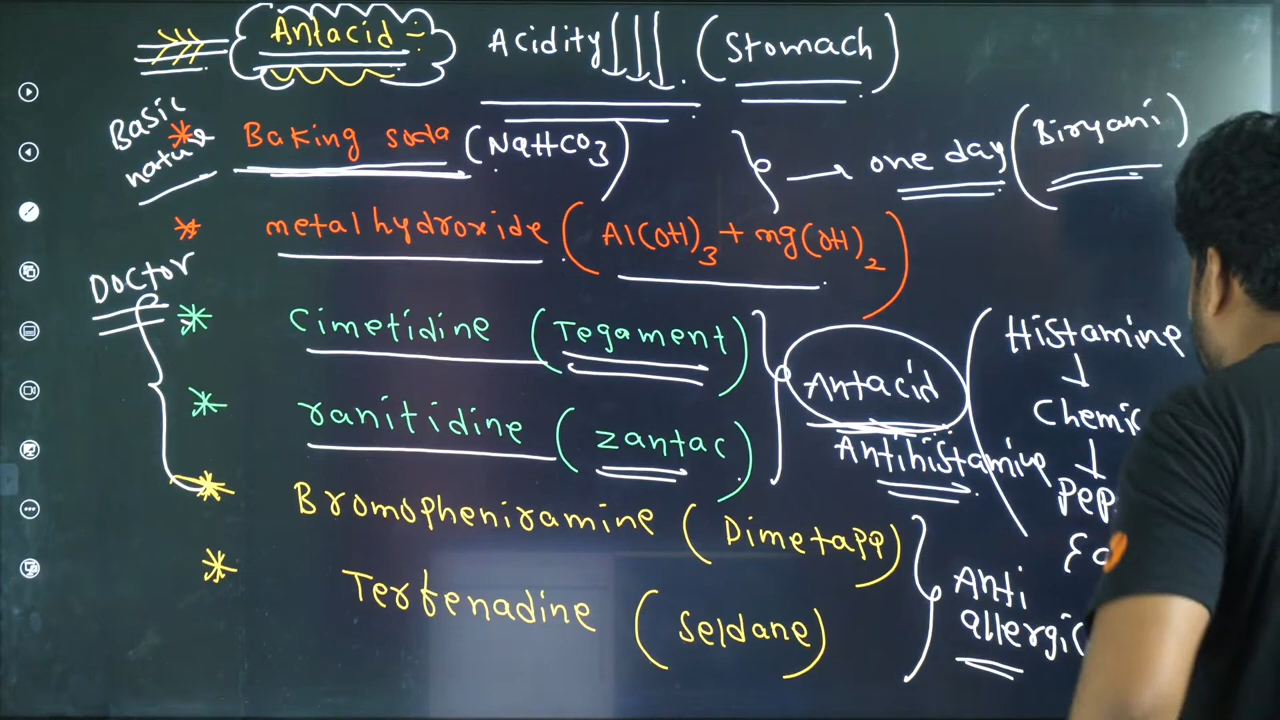 Antacid :- Acidity ↓↓↓ (Stomach)
Basic nature
* Baking soda (NaHCO3) → one day (Biryani)
* metal hydroxide (Al(OH)3 + mg(OH)2)
Doctor
* Cimetidine (Tegament)
* ranitidine (zantac)
Antacid
Antihistamine
Histamine
↓
Chemic
↓
Pep
* Bromopheniramine (Dimetapp)
* Terfenadine (Seldane)
Anti
allergic